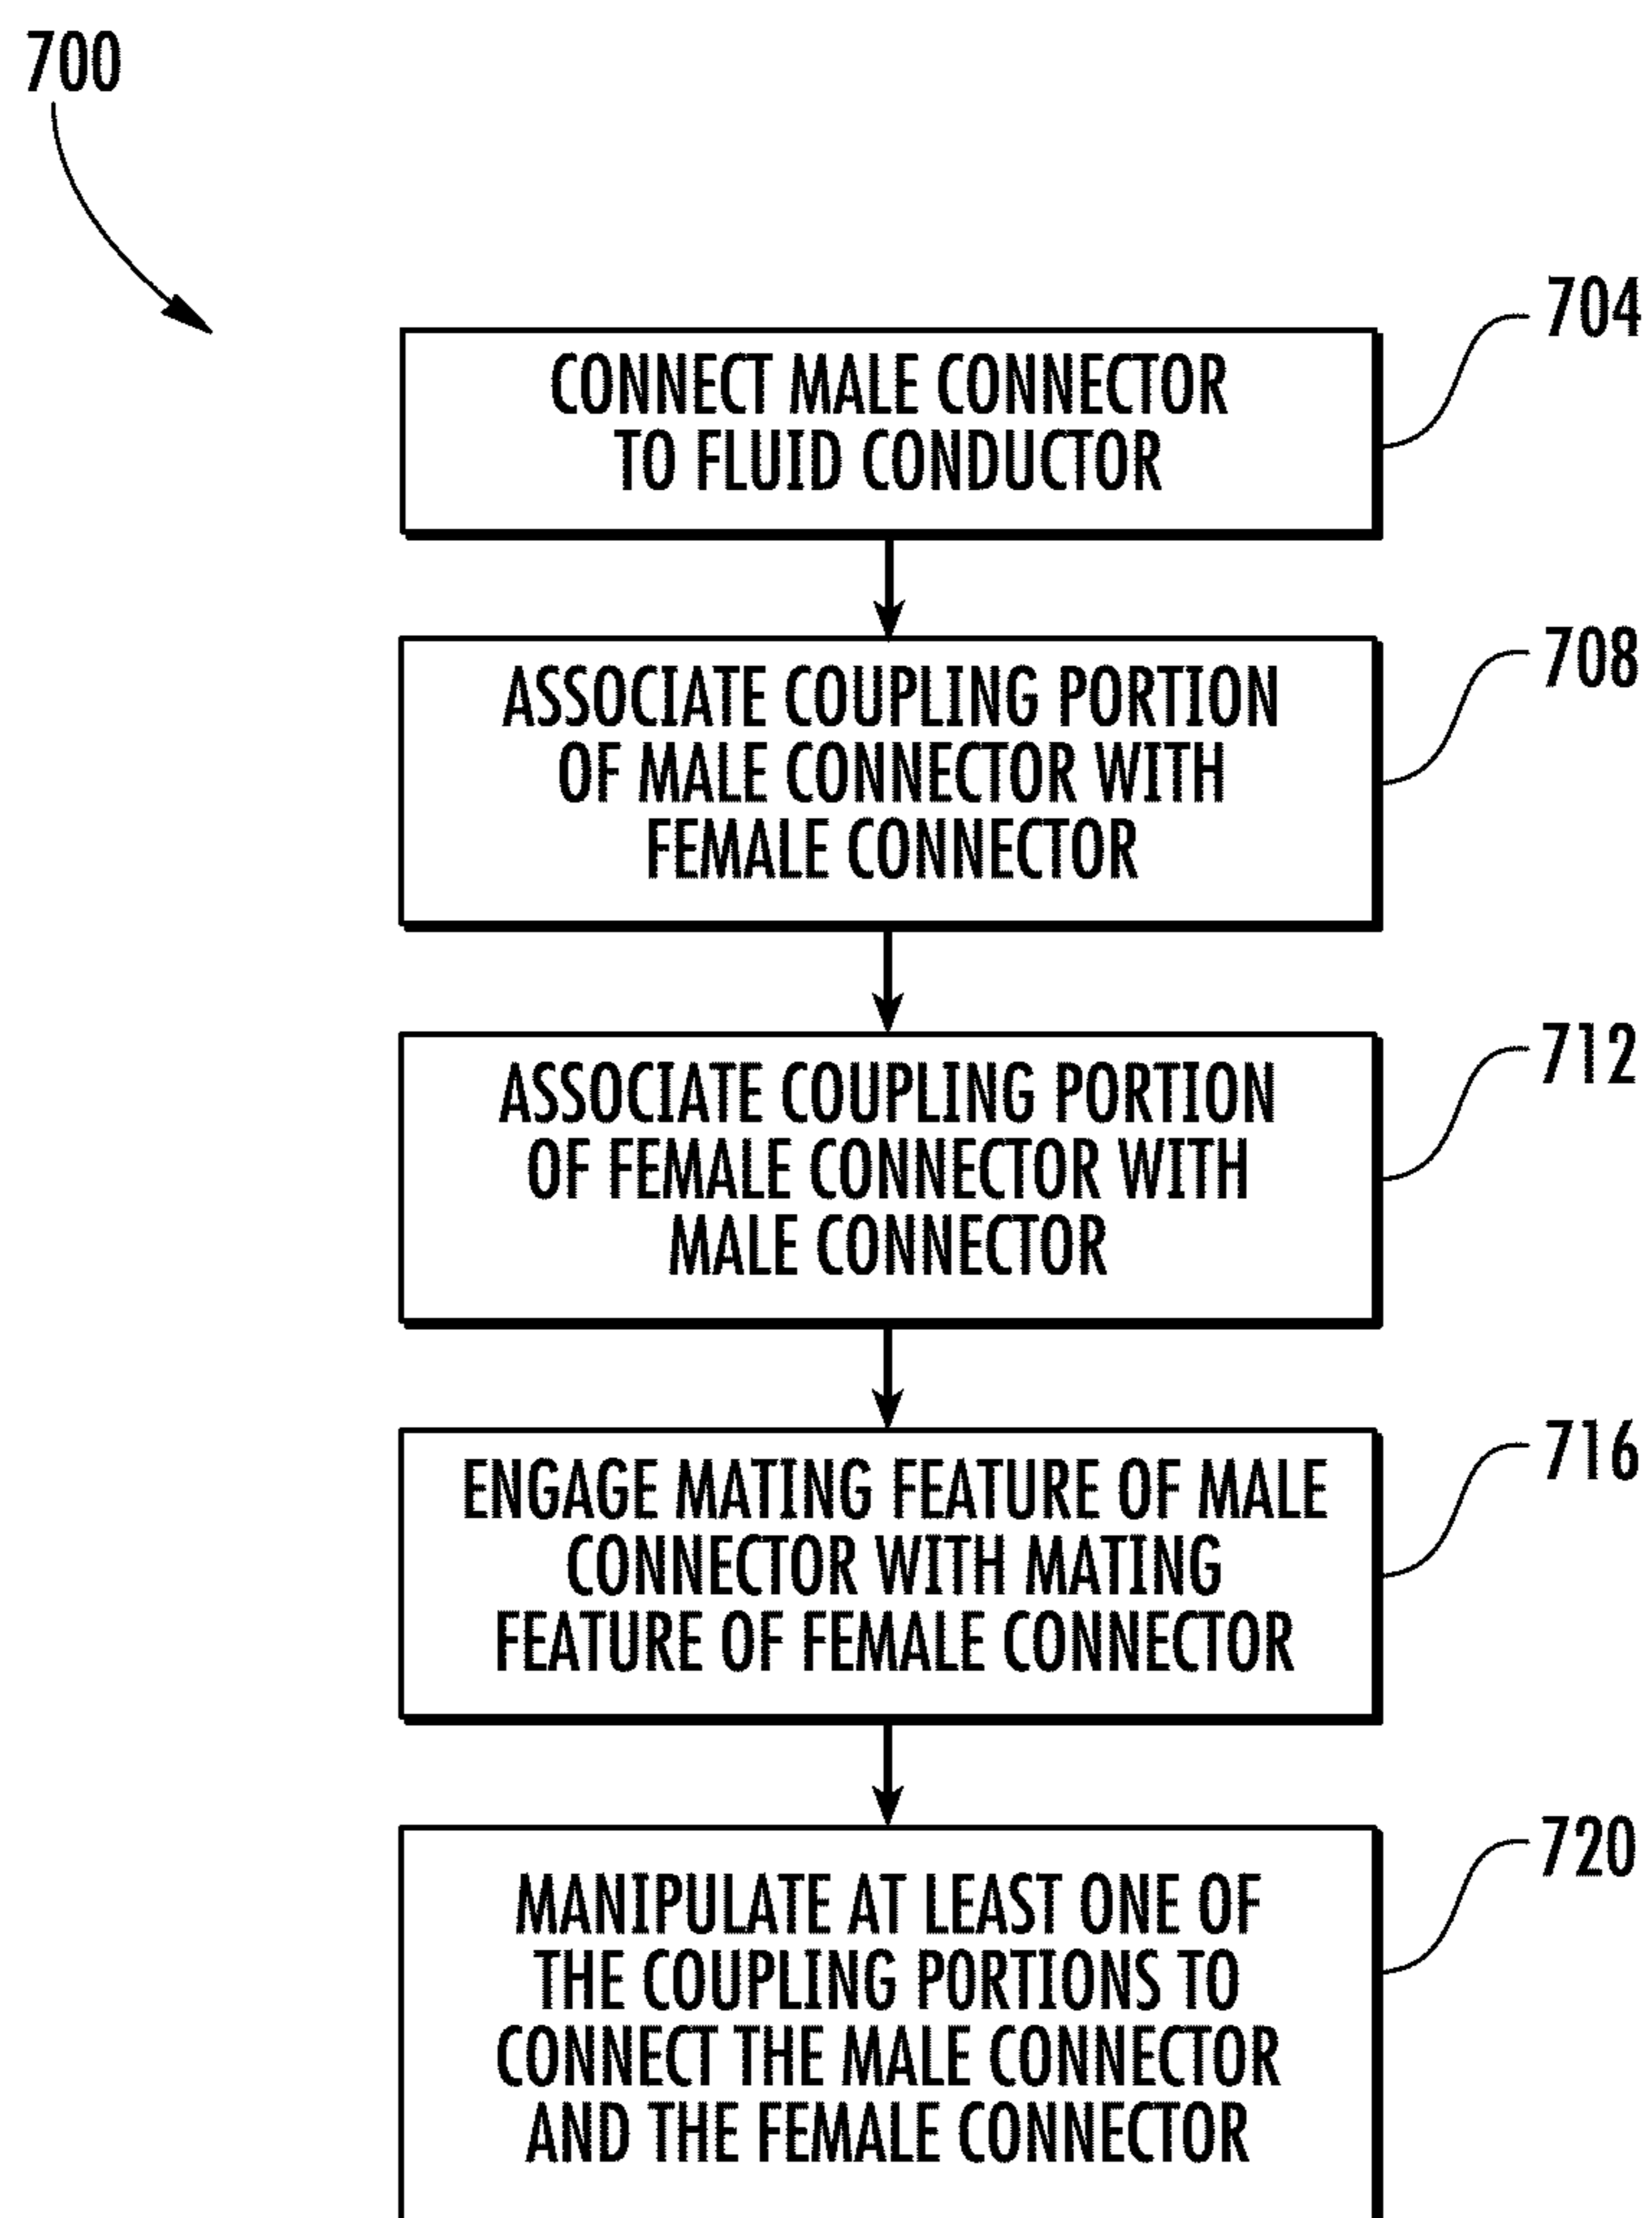 700
704
CONNECT MALE CONNECTOR
TO FLUID CONDUCTOR
708
ASSOCIATE COUPLING PORTION
OF MALE CONNECTOR WITH
FEMALE CONNECTOR
712
ASSOCIATE COUPLING PORTION
OF FEMALE CONNECTOR WITH
MALE CONNECTOR
716
ENGAGE MATING FEATURE OF MALE
CONNECTOR WITH MATING
FEATURE OF FEMALE CONNECTOR
720
MANIPULATE AT LEAST ONE OF
THE COUPLING PORTIONS TO
CONNECT THE MALE CONNECTOR
AND THE FEMALE CONNECTOR